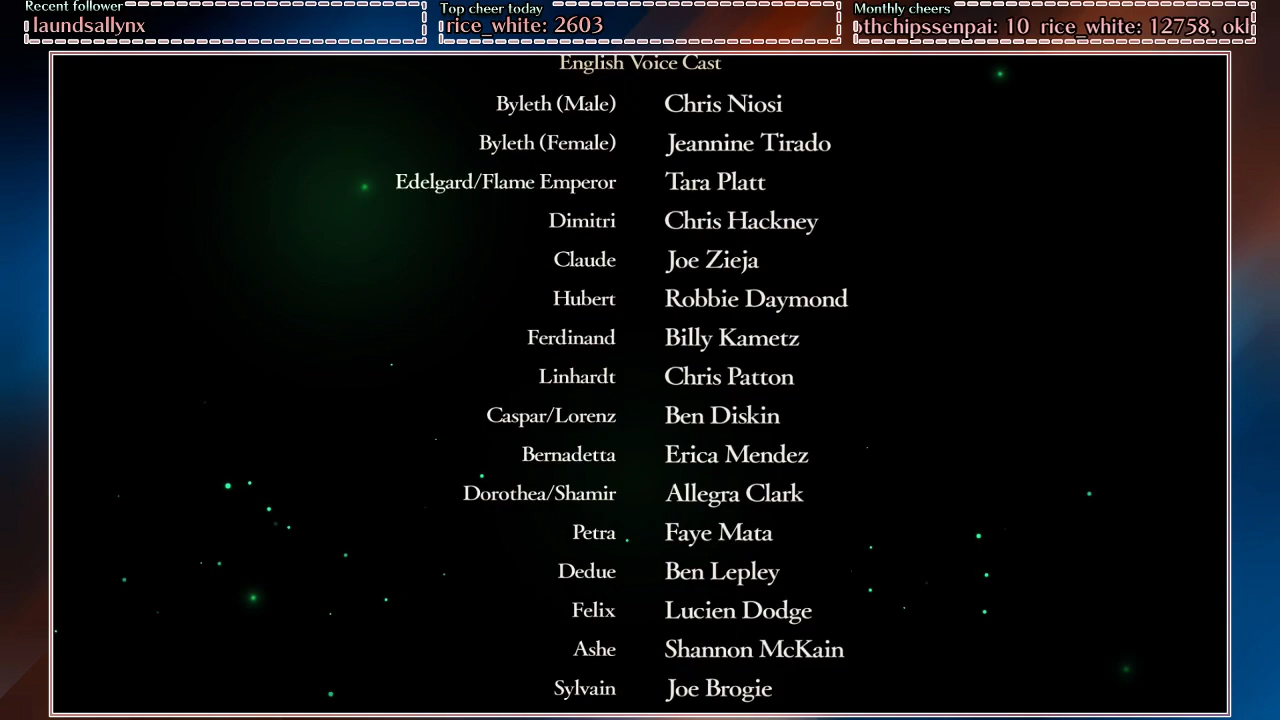 Recent follower
laundsallynx
Top cheer today
rice_white: 2603
Monthly cheers
thchipssenpai: 10 rice_white: 12758, okl
English Voice Cast
Byleth (Male) Chris Niosi
Byleth (Female) Jeannine Tirado
Edelgard/Flame Emperor Tara Platt
Dimitri Chris Hackney
Claude Joe Zieja
Hubert Robbie Daymond
Ferdinand Billy Kametz
Linhardt Chris Patton
Caspar/Lorenz Ben Diskin
Bernadetta Erica Mendez
Dorothea/Shamir Allegra Clark
Petra Faye Mata
Dedue Ben Lepley
Felix Lucien Dodge
Ashe Shannon McKain
Sylvain Joe Brogie